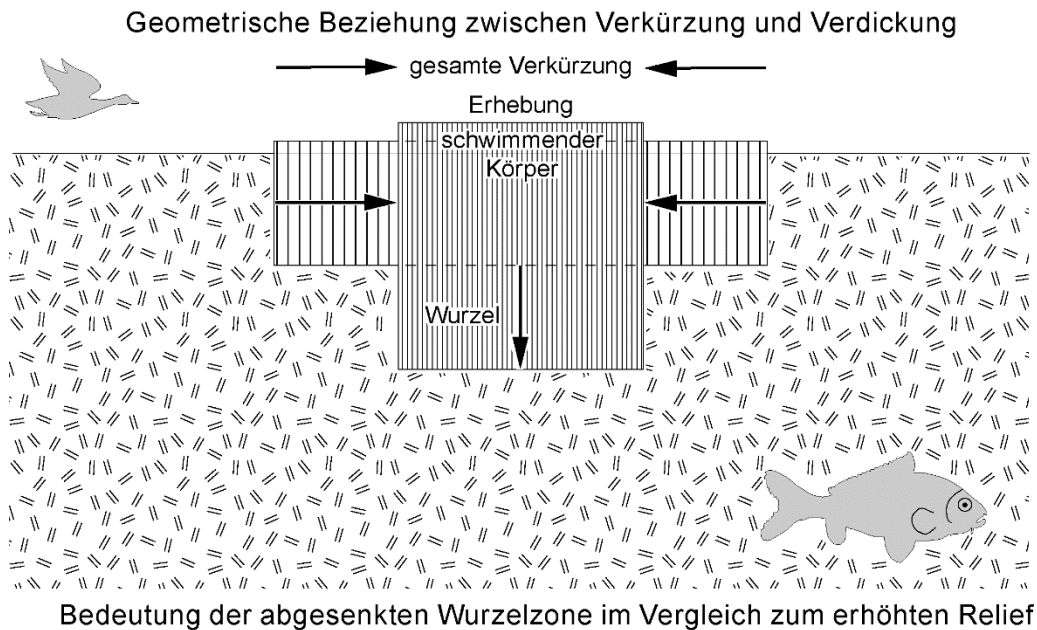 Geometrische Beziehung zwischen Verkürzung und Verdickung
gesamte Verkürzung
Erhebung
schwimmender
Körper
Wurzel
Bedeutung der abgesenkten Wurzelzone im Vergleich zum erhöhten Relief